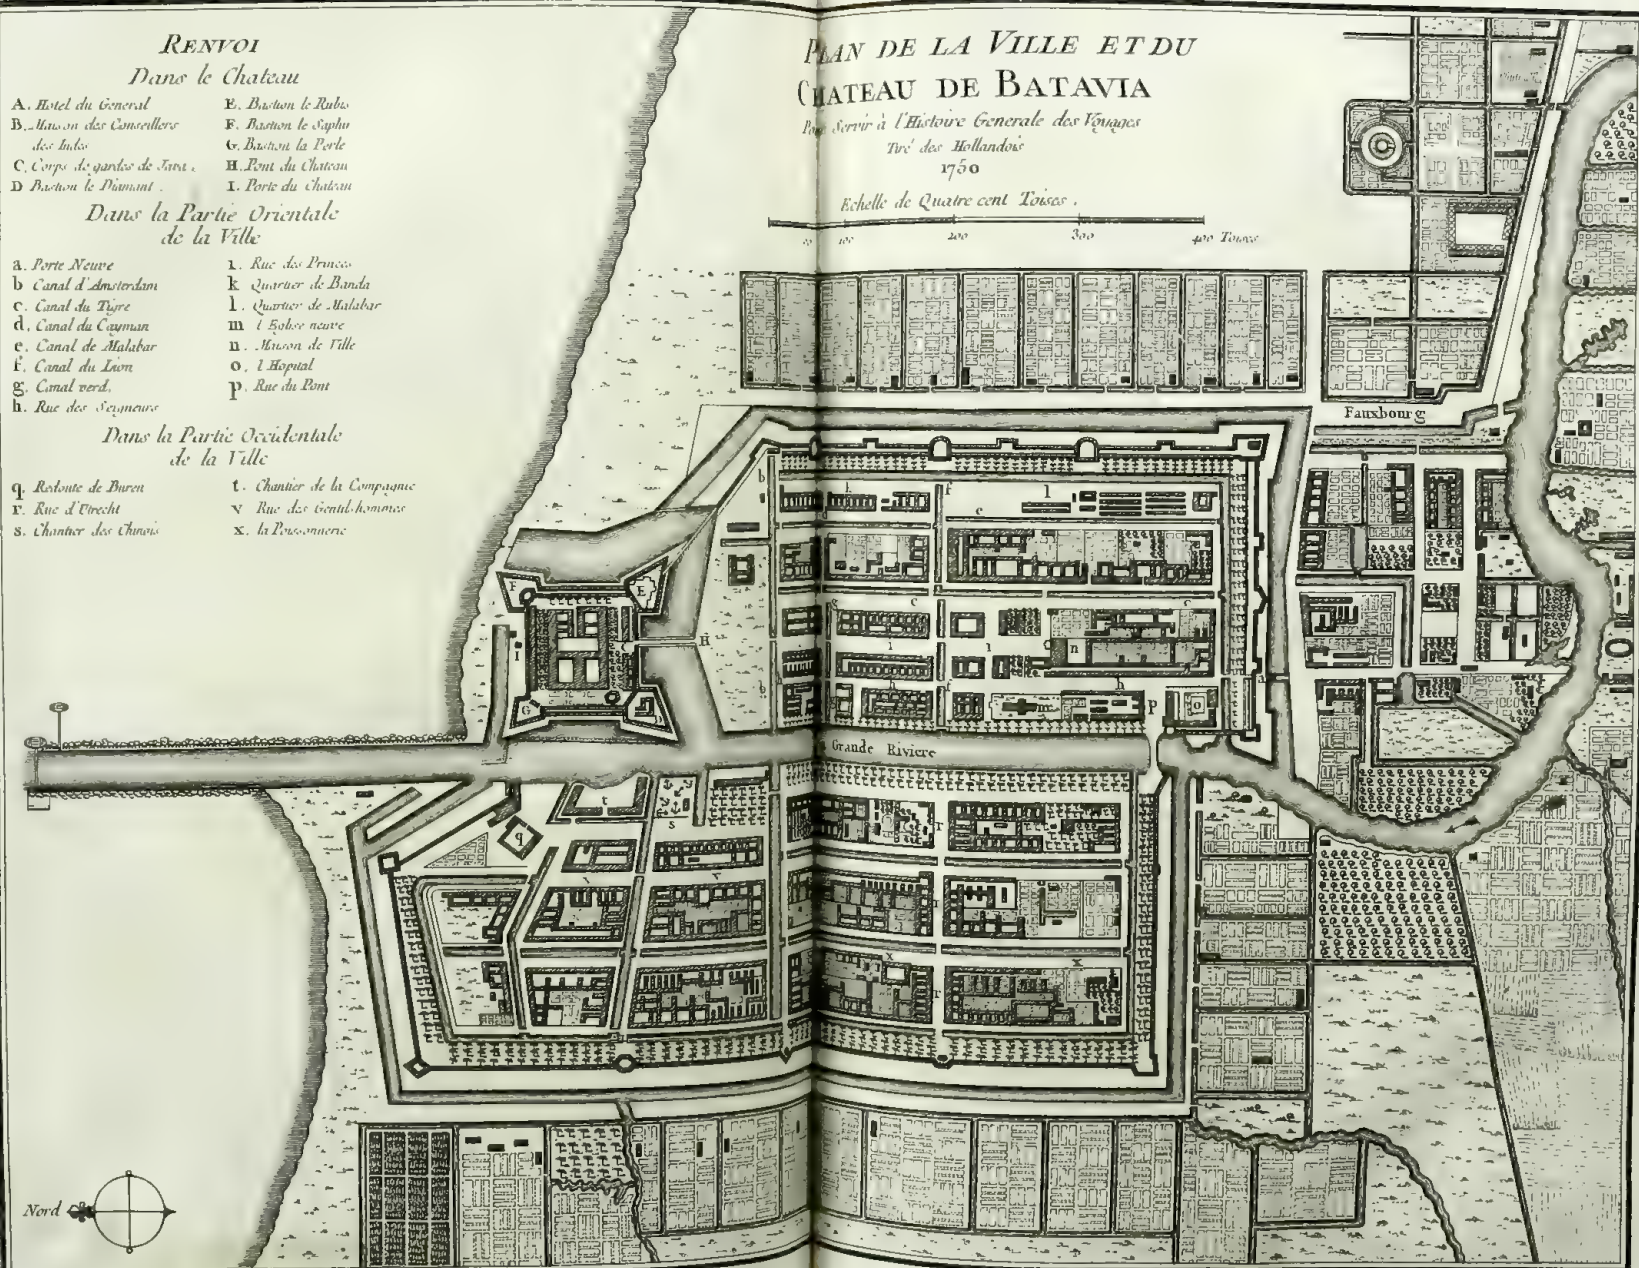 RENVOI
Dans le Chateau
A. Hotel du General
B. Maison des Conseillers
des Indes
C. Corps de gardes de Java.
D Bastion le Diamant.
E. Bastion le Rubis
F. Bastion le Saphir
G. Bastion la Perle
H. Pont du Chateau
I. Porte du Chateau
Dans la Partie Orientale
de la Ville
a. Porte Neuve
b Canal d'Amsterdam
c. Canal du Tigre
d. Canal du Cayman
e. Canal de Malabar
f. Canal du Lion
g. Canal verd.
h. Rue des Seigneurs
i. Rue des Princes
k Quartier de Banda
l. Quartier de Malabar
m l'Eglise neuve
n. Maison de Ville
o. l'Hopital
p. Rue du Pont
Dans la Partie Occidentale
de la Ville
q. Redoute de Buren
r. Rue d'Utrecht
s. Chantier des Chinois
t. Chantier de la Compagnie
v Rue des Gentils-hommes
x. la Poissonnerie
PLAN DE LA VILLE ET DU
CHATEAU DE BATAVIA
Pour Servir à l'Histoire Generale des Voyages
Tiré des Hollandois
1750
Echelle de Quatre cent Toises.
50 100 200 300 400 Toises
Fauxbourg
b k f l
e
F E
g c c
H
I i i n
b h f h
G m p o a
Grande Riviere
t
s r
q
v v
r
x x
r
Nord